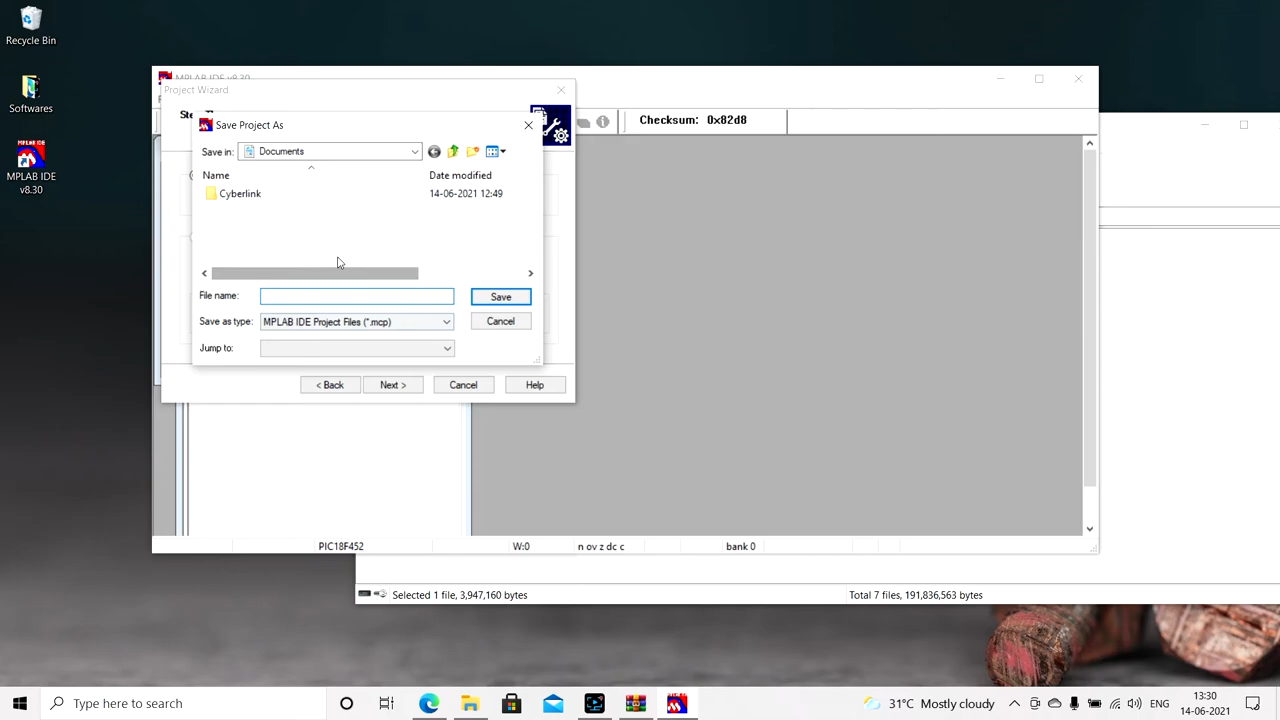 Recycle Bin
Softwares
MPLAB IDE
v8.30
MPLAB IDE v8.30
Project Wizard
Checksum: 0x82d8
Save Project As
Save in: Documents
Name Date modified
Cyberlink 14-06-2021 12:49
File name: Save
Save as type: MPLAB IDE Project Files (*.mcp) Cancel
Jump to:
< Back Next > Cancel Help
PIC18F452 W:0 n ov z dc c bank 0
Selected 1 file, 3,947,160 bytes Total 7 files, 191,836,563 bytes
Type here to search 31°C Mostly cloudy ENG 13:30
14-06-2021